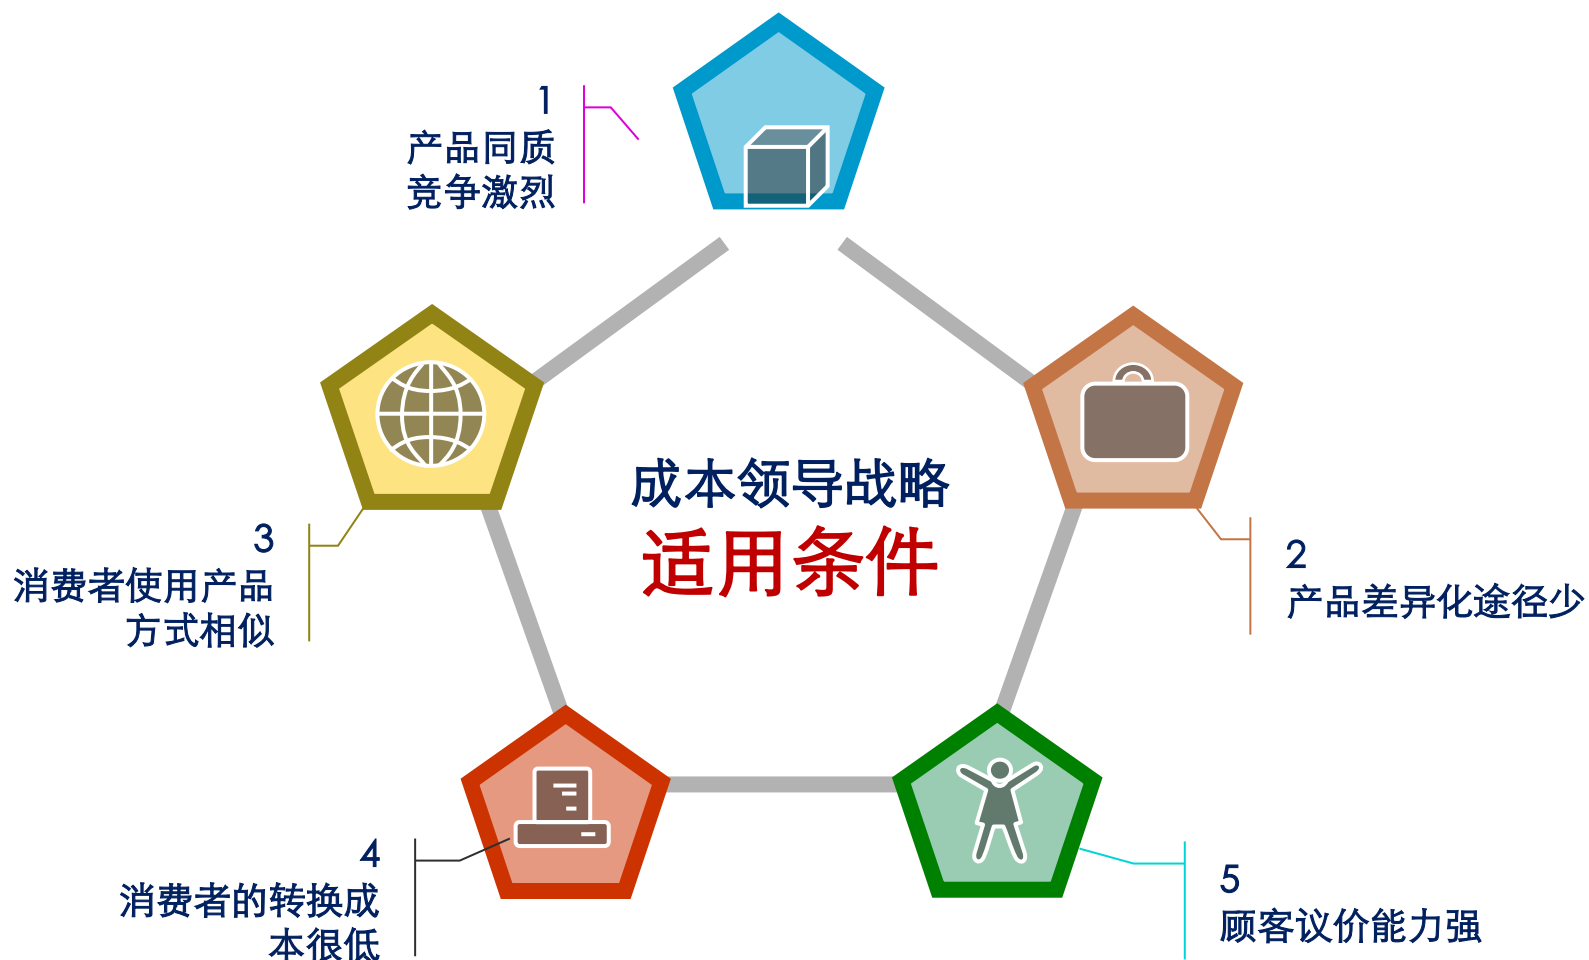 1
产品同质
竞争激烈
成本领导战略
适用条件
2
产品差异化途径少
3
消费者使用产品
方式相似
4
消费者的转换成
本很低
5
顾客议价能力强